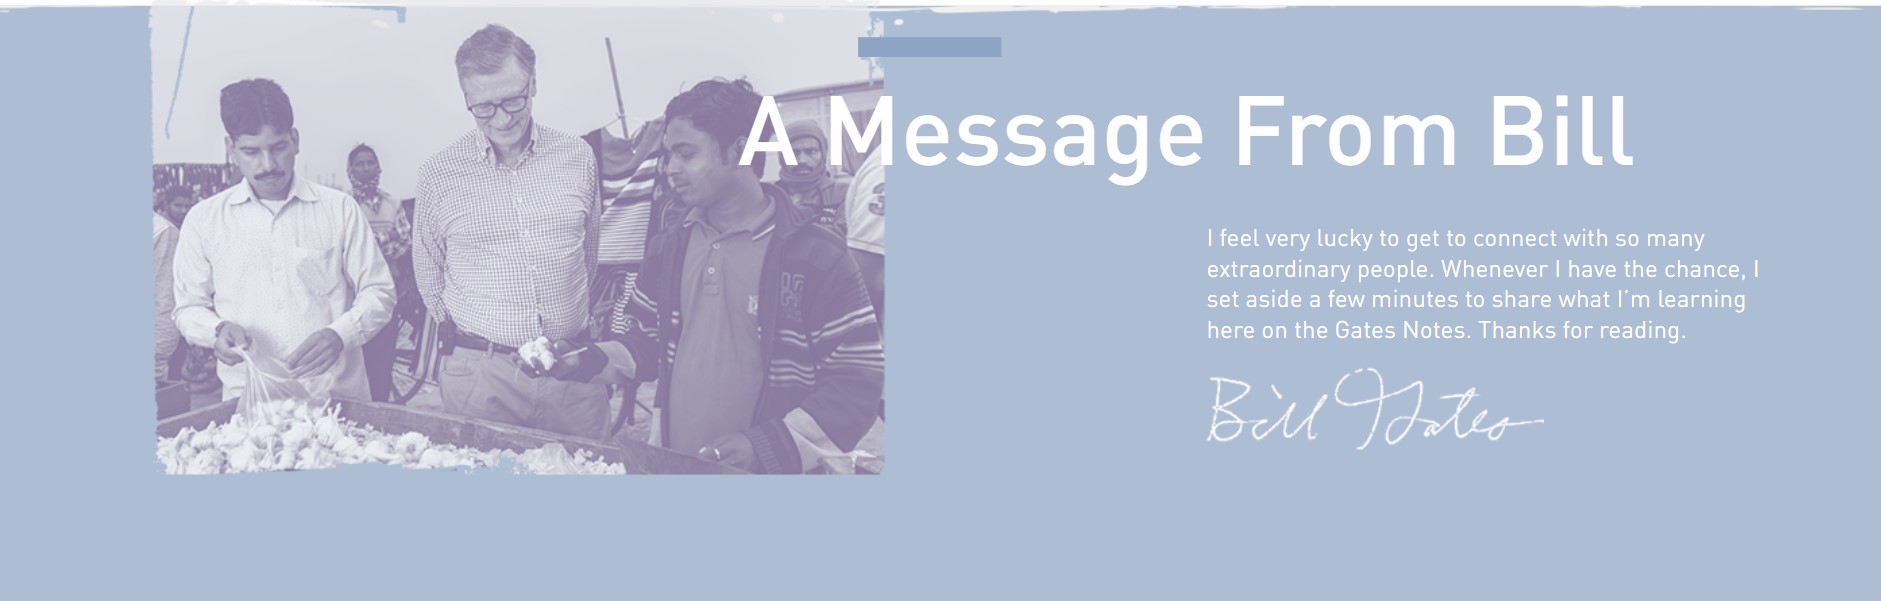 A Message From Bill
I feel very lucky to get to connect with so many
extraordinary people. Whenever I have the chance, I
set aside a few minutes to share what I'm learning
here on the Gates Notes. Thanks for reading.
Bill Gates